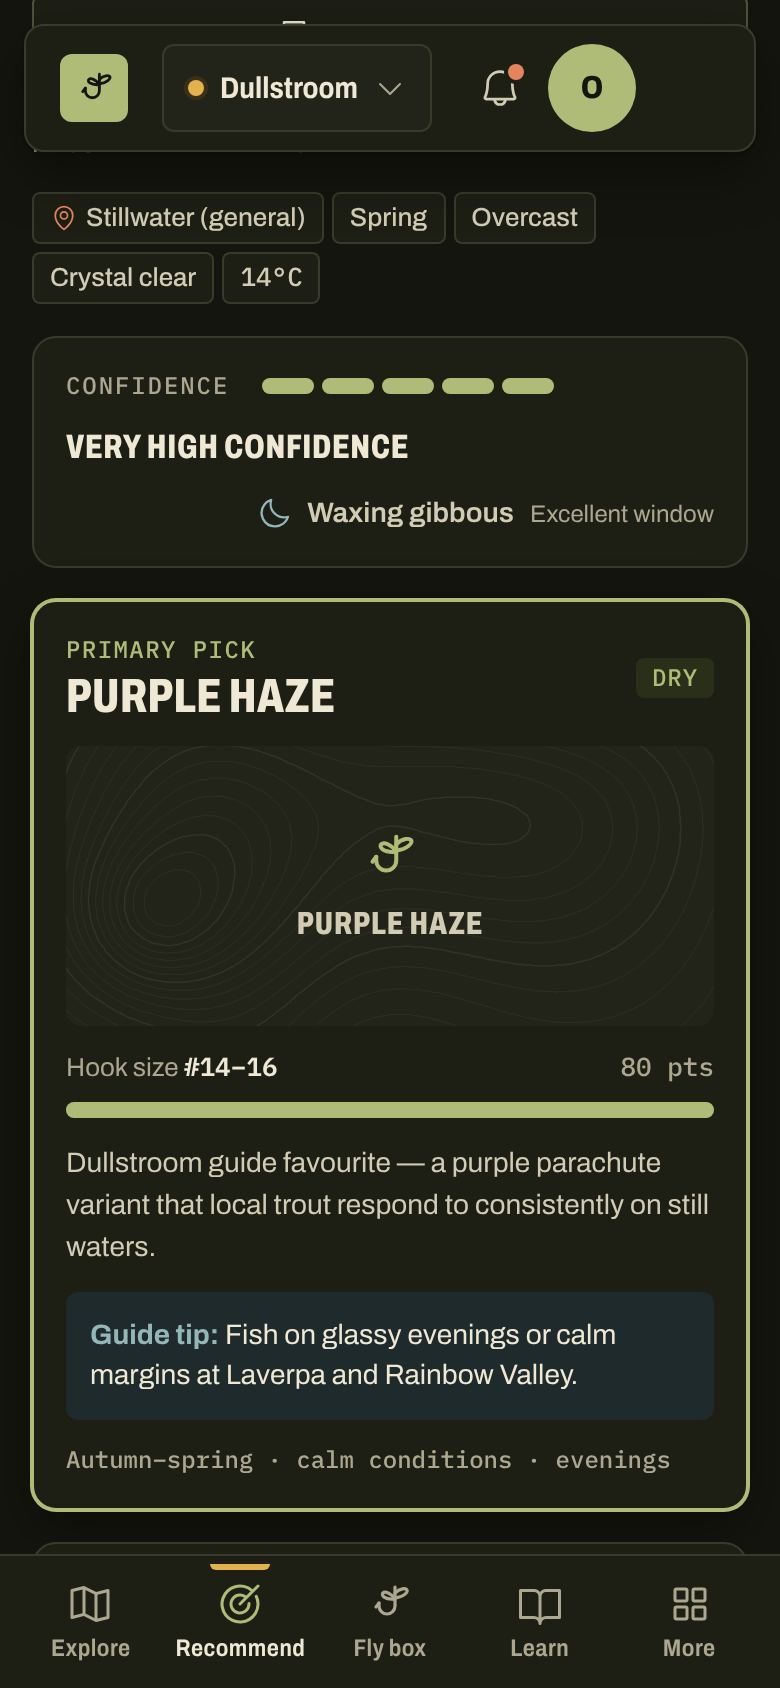 Dullstroom
O
Stillwater (general)
Spring
Overcast
Crystal clear
14°C
CONFIDENCE
VERY HIGH CONFIDENCE
Waxing gibbous Excellent window
PRIMARY PICK
PURPLE HAZE
DRY
PURPLE HAZE
Hook size #14–16
80 pts
Dullstroom guide favourite — a purple parachute
variant that local trout respond to consistently on still
waters.
Guide tip: Fish on glassy evenings or calm
margins at Laverpa and Rainbow Valley.
Autumn–spring · calm conditions · evenings
Explore
Recommend
Fly box
Learn
More